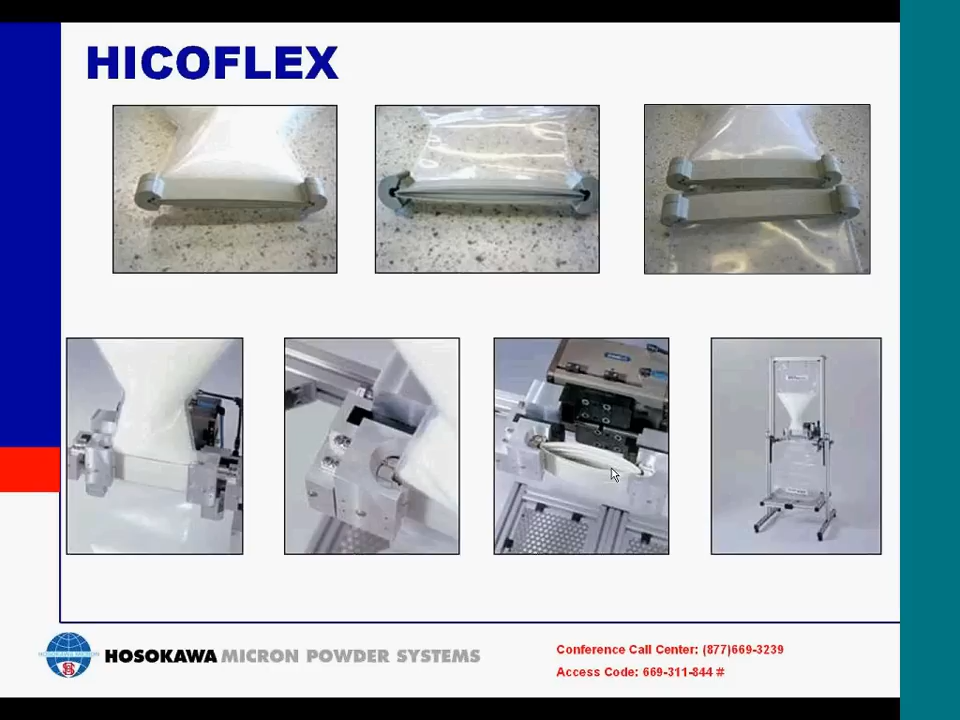 HICOFLEX
HOSOKAWA MICRON POWDER SYSTEMS
Conference Call Center: (877)669-3239
Access Code: 669-311-844 #